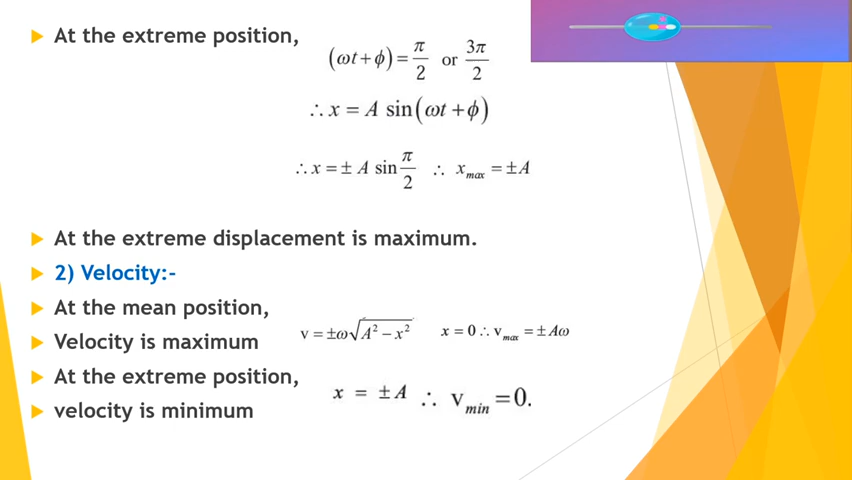 At the extreme position,
(ωt + ϕ) = π/2 or 3π/2
∴ x = A sin(ωt + ϕ)
∴ x = ± A sin π/2 ∴ x_max = ±A
At the extreme displacement is maximum.
2) Velocity:-
At the mean position,
Velocity is maximum v = ±ω√(A² − x²) x = 0 ∴ v_max = ± Aω
At the extreme position,
x = ±A ∴ v_min = 0.
velocity is minimum